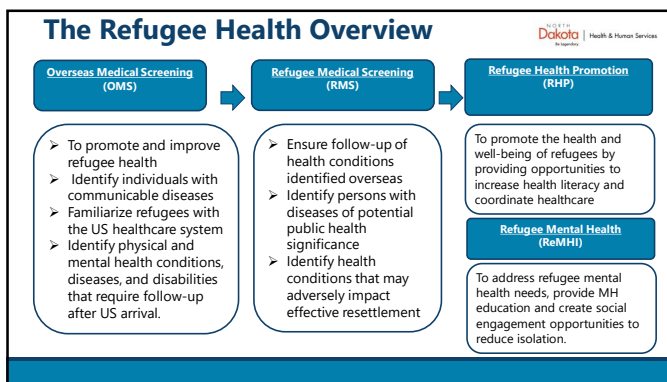 The Refugee Health Overview
NORTH
Dakota | Health & Human Services
Be Legendary.
Overseas Medical Screening
(OMS)
➢ To promote and improve
refugee health
➢ Identify individuals with
communicable diseases
➢ Familiarize refugees with
the US healthcare system
➢ Identify physical and
mental health conditions,
diseases, and disabilities
that require follow-up
after US arrival.
Refugee Medical Screening
(RMS)
➢ Ensure follow-up of
health conditions
identified overseas
➢ Identify persons with
diseases of potential
public health
significance
➢ Identify health
conditions that may
adversely impact
effective resettlement
Refugee Health Promotion
(RHP)
To promote the health and
well-being of refugees by
providing opportunities to
increase health literacy and
coordinate healthcare
Refugee Mental Health
(ReMHI)
To address refugee mental
health needs, provide MH
education and create social
engagement opportunities to
reduce isolation.